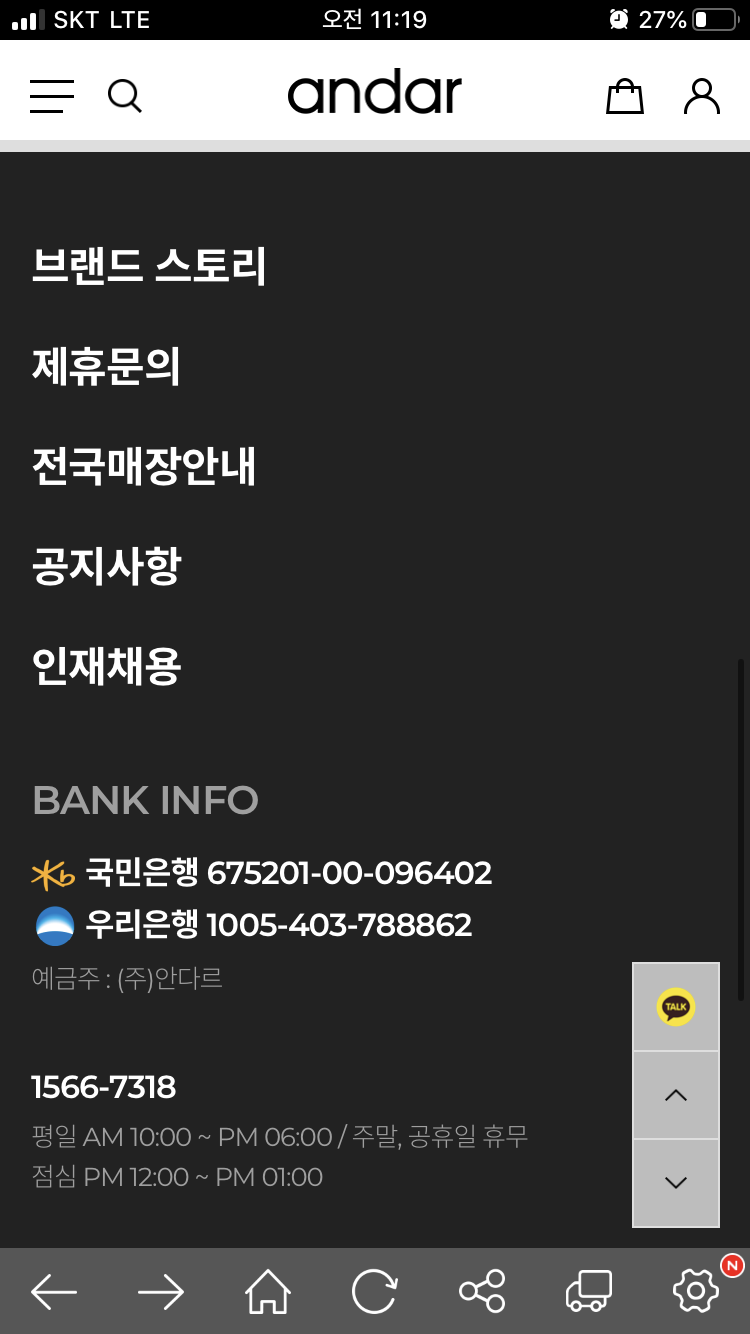 SKT LTE 오전 11:19 27%
andar
브랜드 스토리
제휴문의
전국매장안내
공지사항
인재채용
BANK INFO
국민은행 675201-00-096402
우리은행 1005-403-788862
예금주 : (주)안다르
TALK
1566-7318
평일 AM 10:00 ~ PM 06:00 / 주말, 공휴일 휴무
점심 PM 12:00 ~ PM 01:00
N